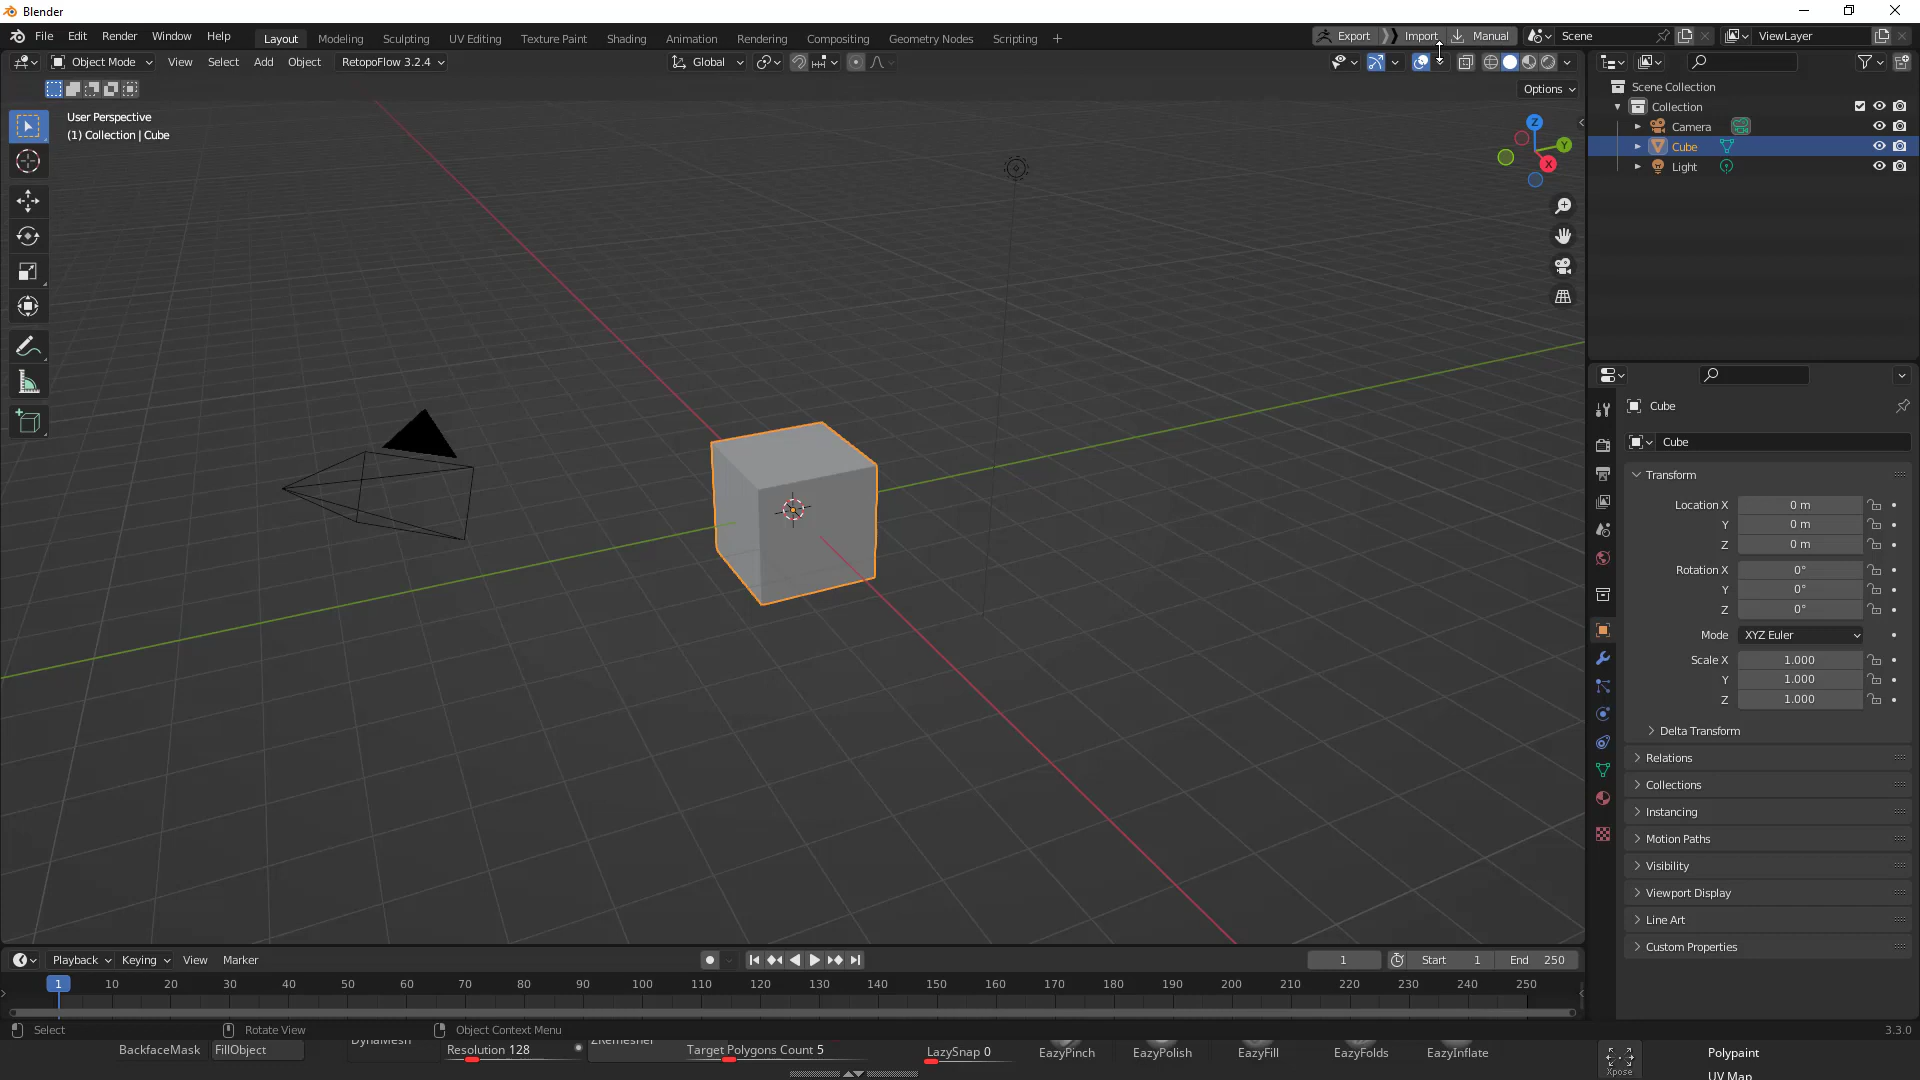 Blender
File Edit Render Window Help Layout Modeling Sculpting UV Editing Texture Paint Shading Animation Rendering Compositing Geometry Nodes Scripting + Export Import Manual Scene ViewLayer
Object Mode View Select Add Object RetopoFlow 3.2.4 Global
Options
User Perspective
(1) Collection | Cube
Z
Y
X
Scene Collection
Collection
Camera
Cube
Light
Cube
Cube
Transform
Location X 0 m
Y 0 m
Z 0 m
Rotation X 0°
Y 0°
Z 0°
Mode XYZ Euler
Scale X 1.000
Y 1.000
Z 1.000
Delta Transform
Relations
Collections
Instancing
Motion Paths
Visibility
Viewport Display
Line Art
Custom Properties
Playback Keying View Marker 1 Start 1 End 250
1 10 20 30 40 50 60 70 80 90 100 110 120 130 140 150 160 170 180 190 200 210 220 230 240 250
Select Rotate View Object Context Menu 3.3.0
DynaMesh ZRemesher
BackfaceMask FillObject Resolution 128 Target Polygons Count 5 LazySnap 0 EazyPinch EazyPolish EazyFill EazyFolds EazyInflate Polypaint
Xpose
UV Map